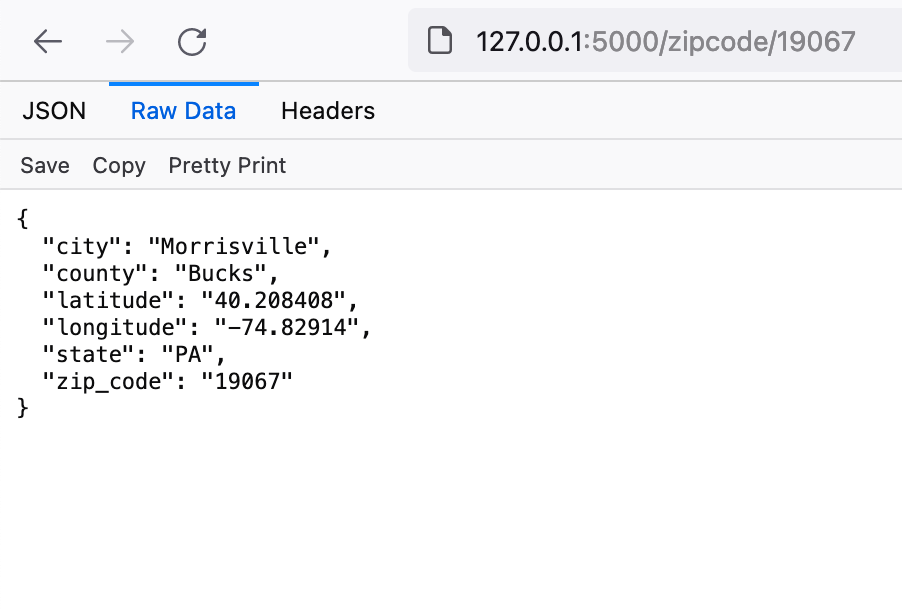 127.0.0.1:5000/zipcode/19067
JSON Raw Data Headers
Save Copy Pretty Print
{
  "city": "Morrisville",
  "county": "Bucks",
  "latitude": "40.208408",
  "longitude": "-74.82914",
  "state": "PA",
  "zip_code": "19067"
}